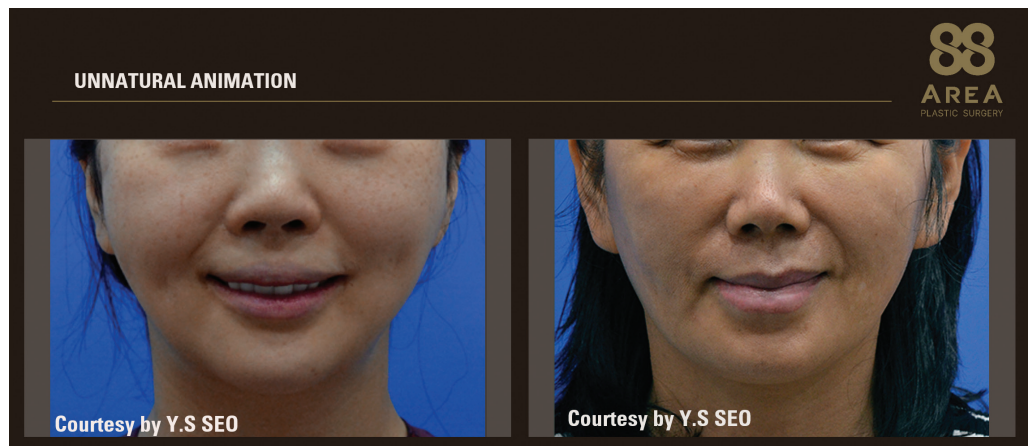 88
AREA
PLASTIC SURGERY
UNNATURAL ANIMATION
Courtesy by Y.S SEO
Courtesy by Y.S SEO